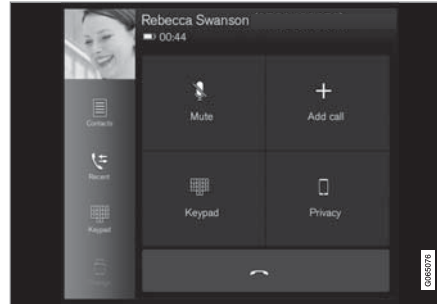 Rebecca Swanson
00:44
Mute
Add call
Contacts
Recent
Keypad
Privacy
Keypad
G065076